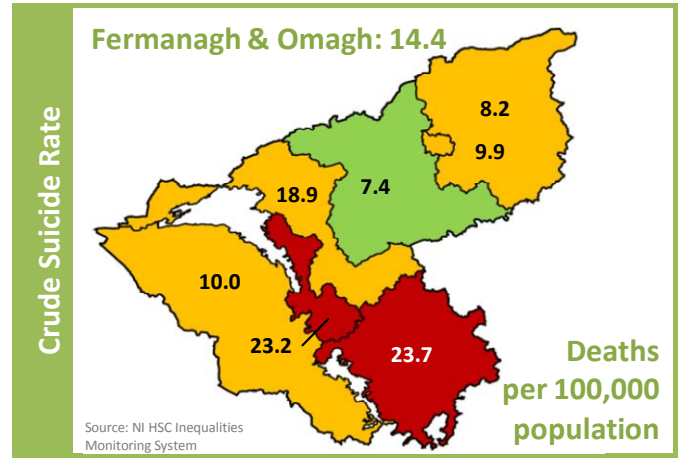 Crude Suicide Rate
Fermanagh & Omagh: 14.4
8.2
9.9
7.4
18.9
10.0
23.2
23.7
Deaths
per 100,000
population
Source: NI HSC Inequalities
Monitoring System